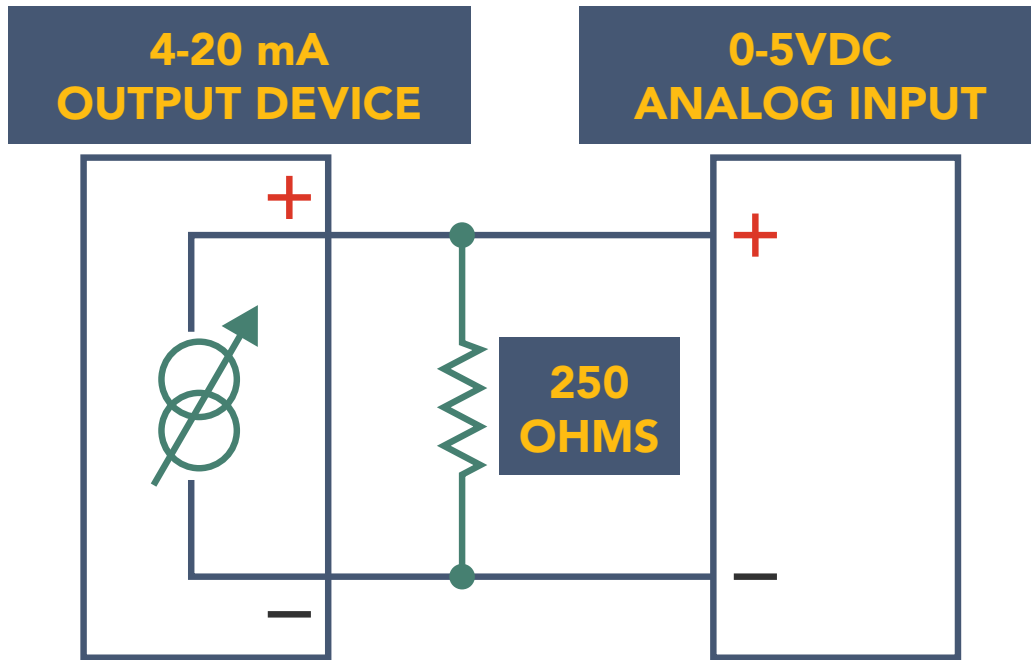 4-20 mA
OUTPUT DEVICE
0-5VDC
ANALOG INPUT
+
+
250
OHMS
−
−